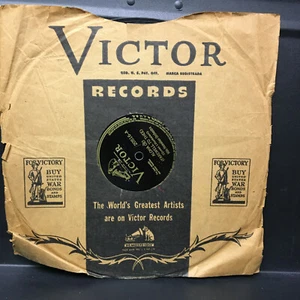 VICTOR
REG. U. S. PAT. OFF. MARCA REGISTRADA
RECORDS
VICTOR
FOR VICTORY
BUY
UNITED
STATES
WAR
BONDS
AND
STAMPS
FOR VICTORY
BUY
UNITED
STATES
WAR
BONDS
AND
STAMPS
The World's Greatest Artists
are on Victor Records